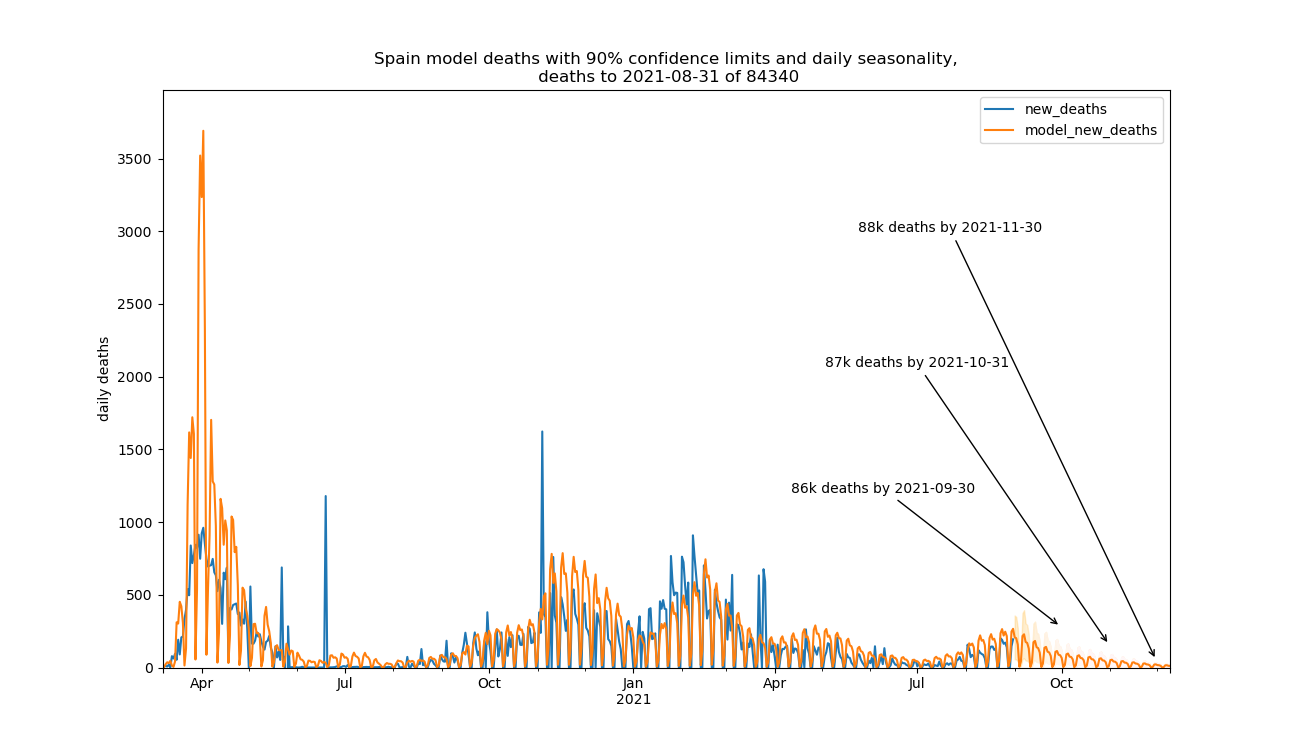 Spain model deaths with 90% confidence limits and daily seasonality,
deaths to 2021-08-31 of 84340
new_deaths
model_new_deaths
daily deaths
3500
3000
2500
2000
1500
1000
500
0
88k deaths by 2021-11-30
87k deaths by 2021-10-31
86k deaths by 2021-09-30
Apr Jul Oct Jan Apr Jul Oct
2021